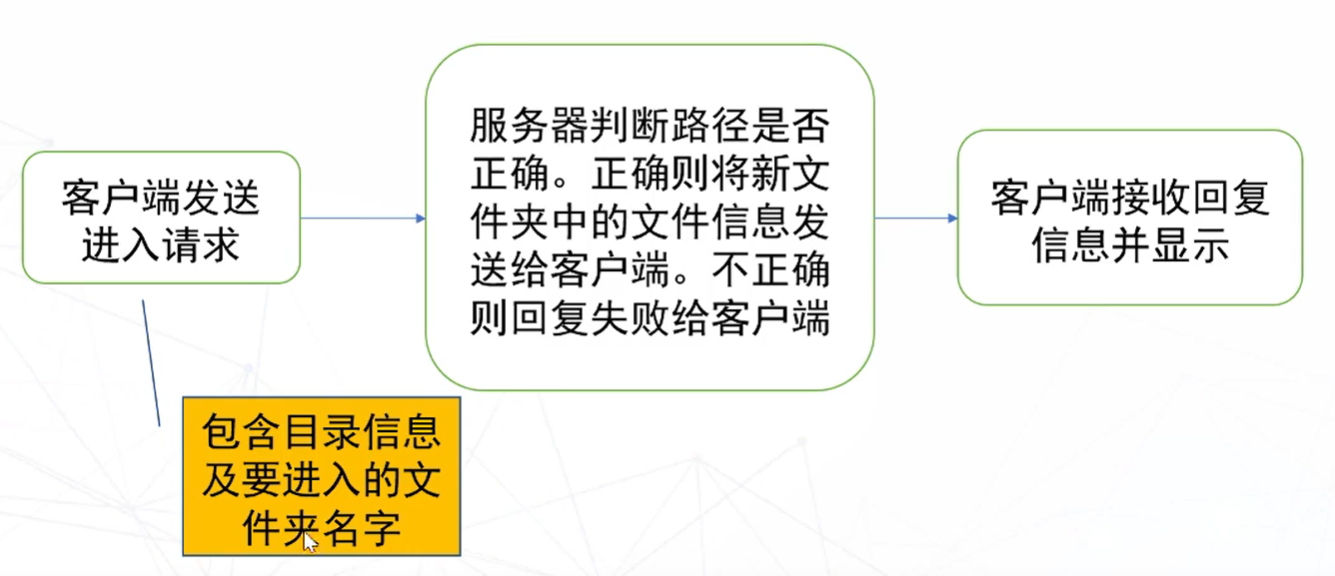 客户端发送
进入请求
服务器判断路径是否
正确。正确则将新文
件夹中的文件信息发
送给客户端。不正确
则回复失败给客户端
客户端接收回复
信息并显示
包含目录信息
及要进入的文
件夹名字